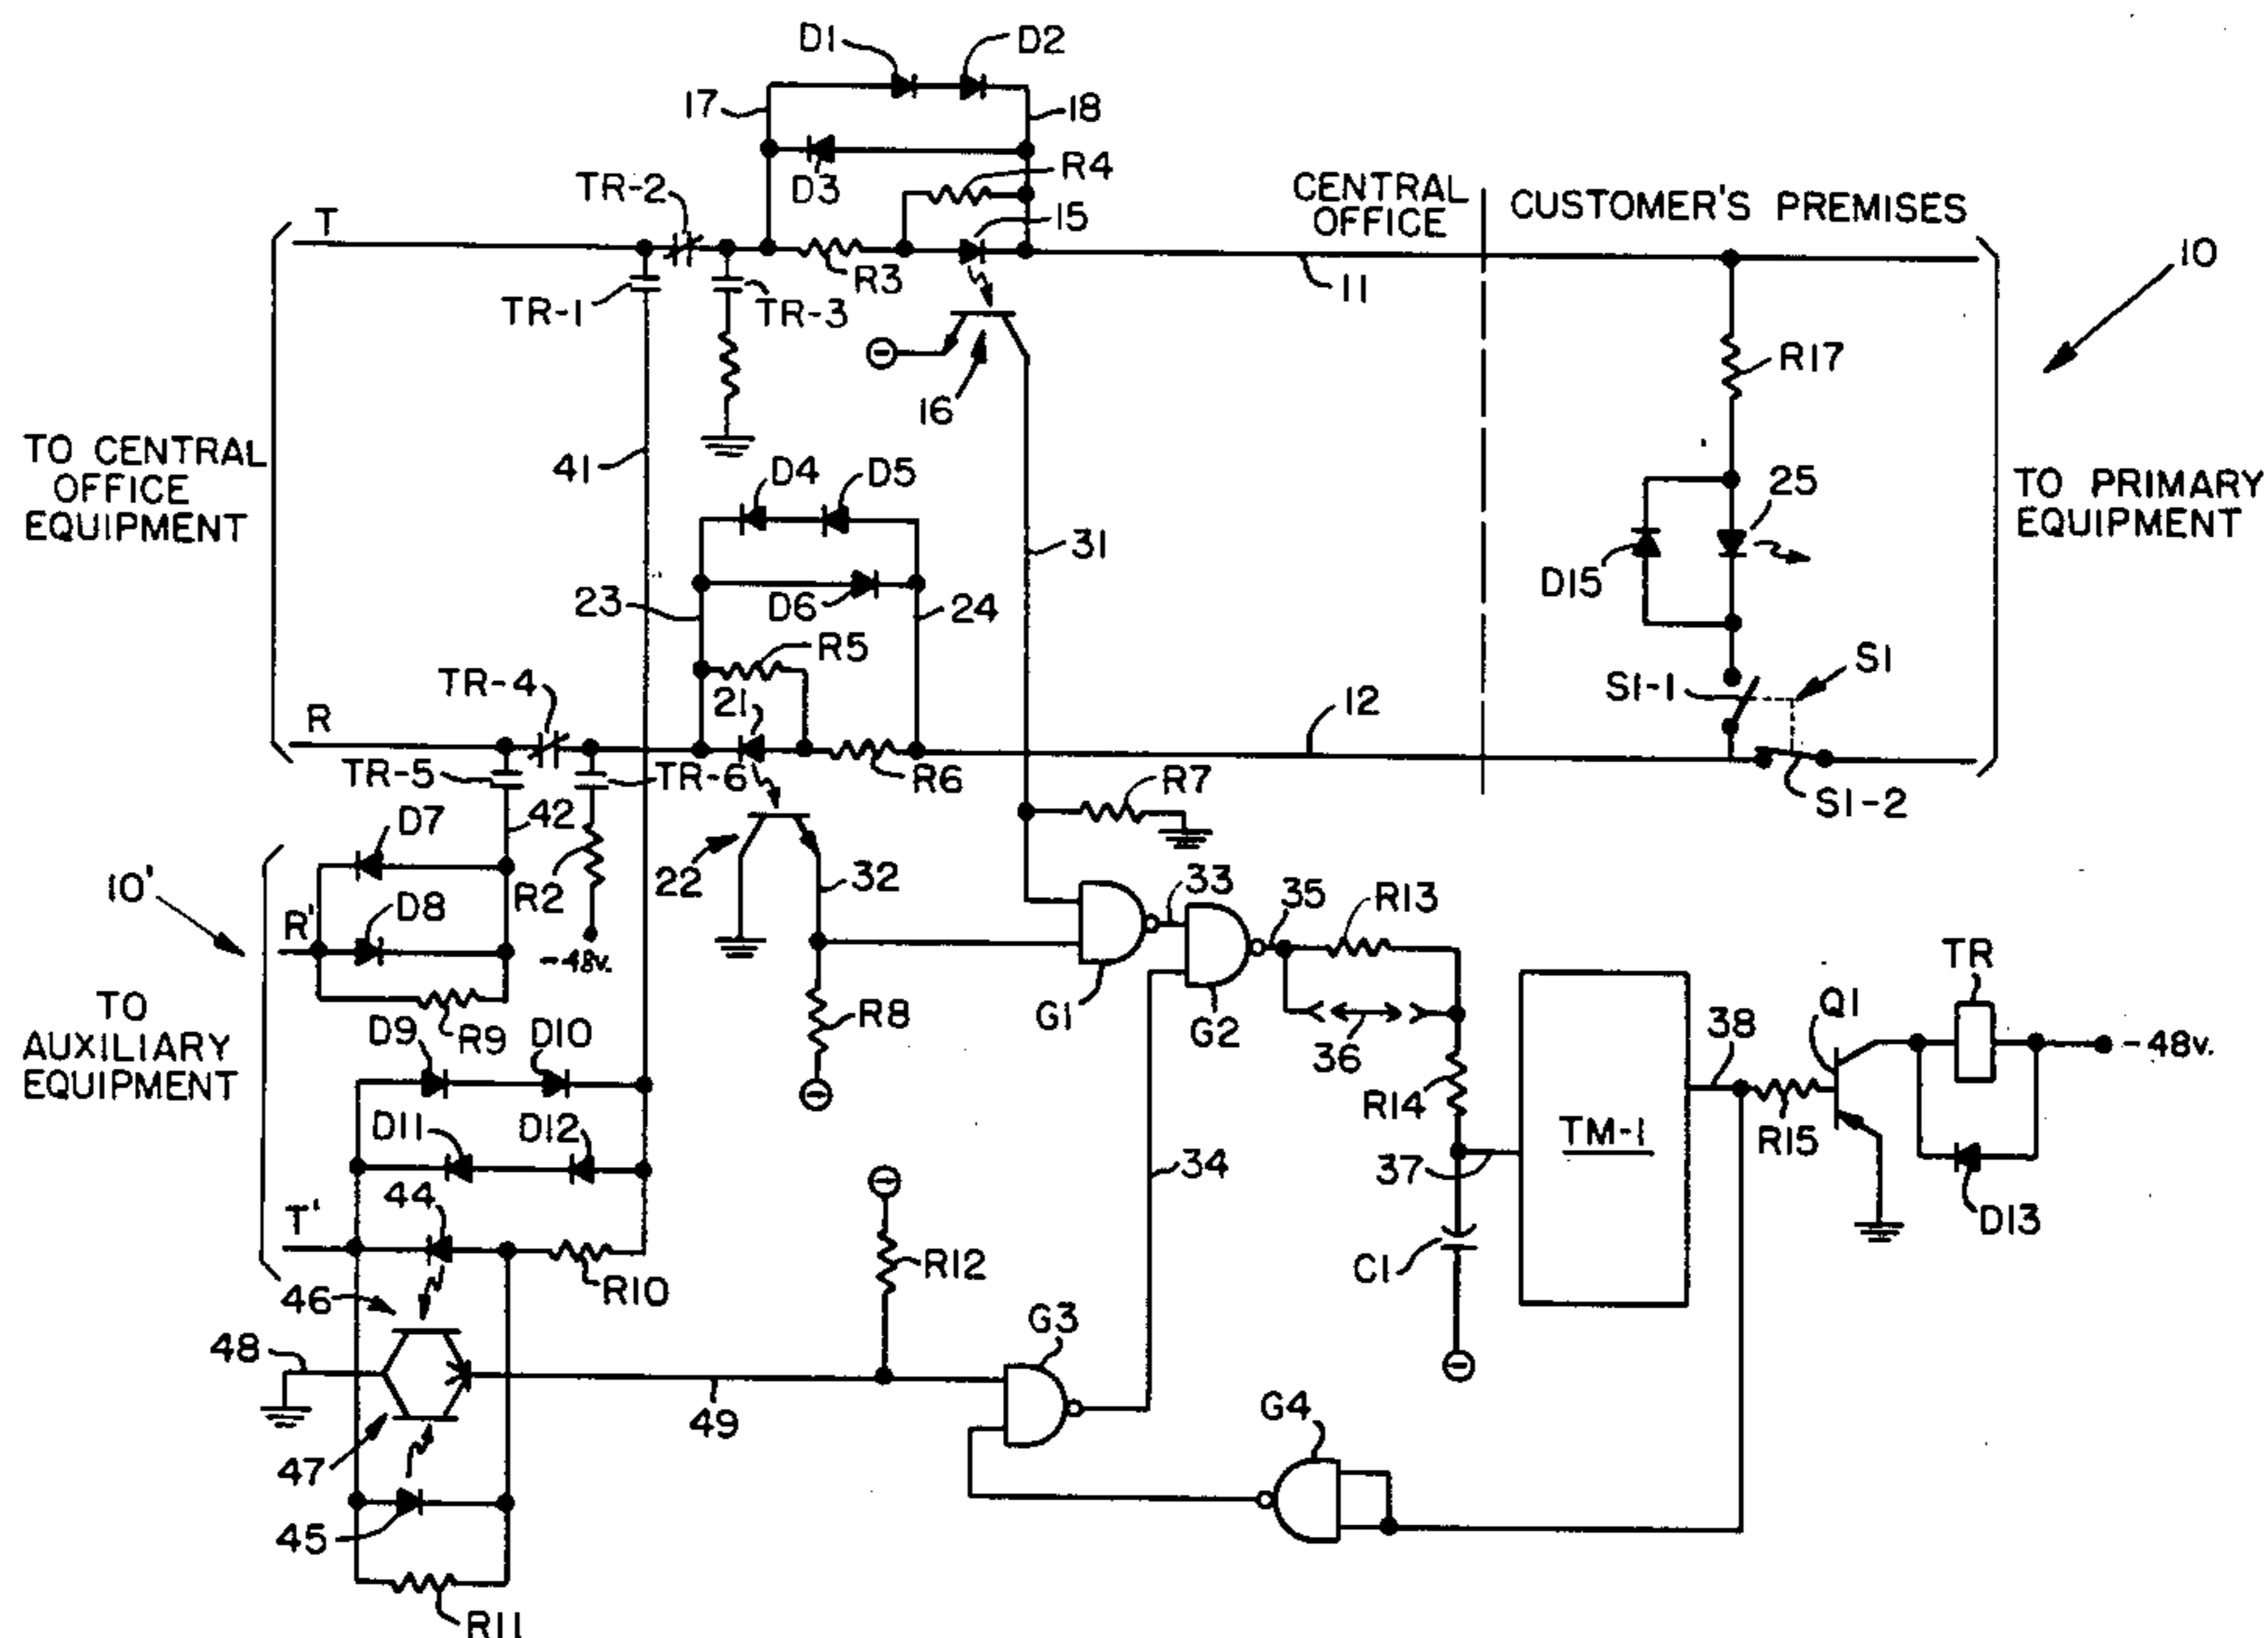 D1
D2
17
18
D3
R4
TR-2
15
T
CENTRAL
OFFICE
CUSTOMER'S PREMISES
10
TR-1
TR-3
R3
11
R17
16
TO CENTRAL
OFFICE
EQUIPMENT
41
D4
D5
25
TO PRIMARY
EQUIPMENT
31
D15
23
D6
24
R5
S1-1
S1
TR-4
21
R
12
TR-5
TR-6
R6
R7
S1-2
D7
42
10'
R2
22
32
33
35
R13
R'
D8
-48v.
TO
AUXILIARY
EQUIPMENT
D9
R9
D10
R8
G1
G2
36
TR
Q1
38
-48v.
R14
D11
D12
TM-1
R15
37
34
44
D13
T'
R12
C1
46
R10
G3
48
49
G4
47
45
R11